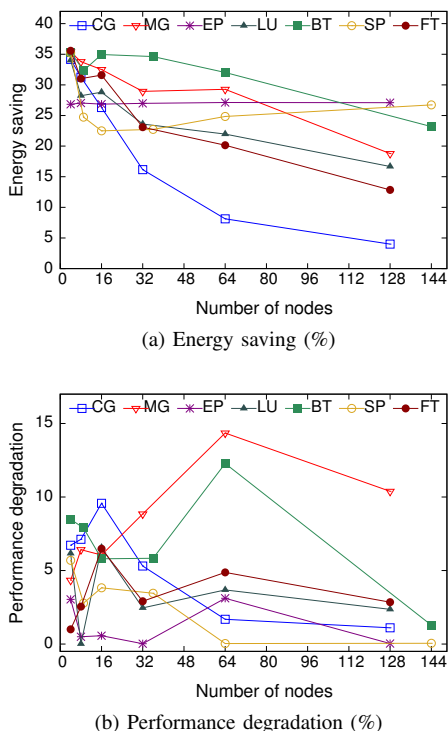 40
35
30
25
20
15
10
5
0
Energy saving
CG MG EP LU BT SP FT
0 16 32 48 64 80 96 112 128 144
Number of nodes
(a) Energy saving (%)
15
10
5
0
Performance degradation
CG MG EP LU BT SP FT
0 16 32 48 64 80 96 112 128 144
Number of nodes
(b) Performance degradation (%)